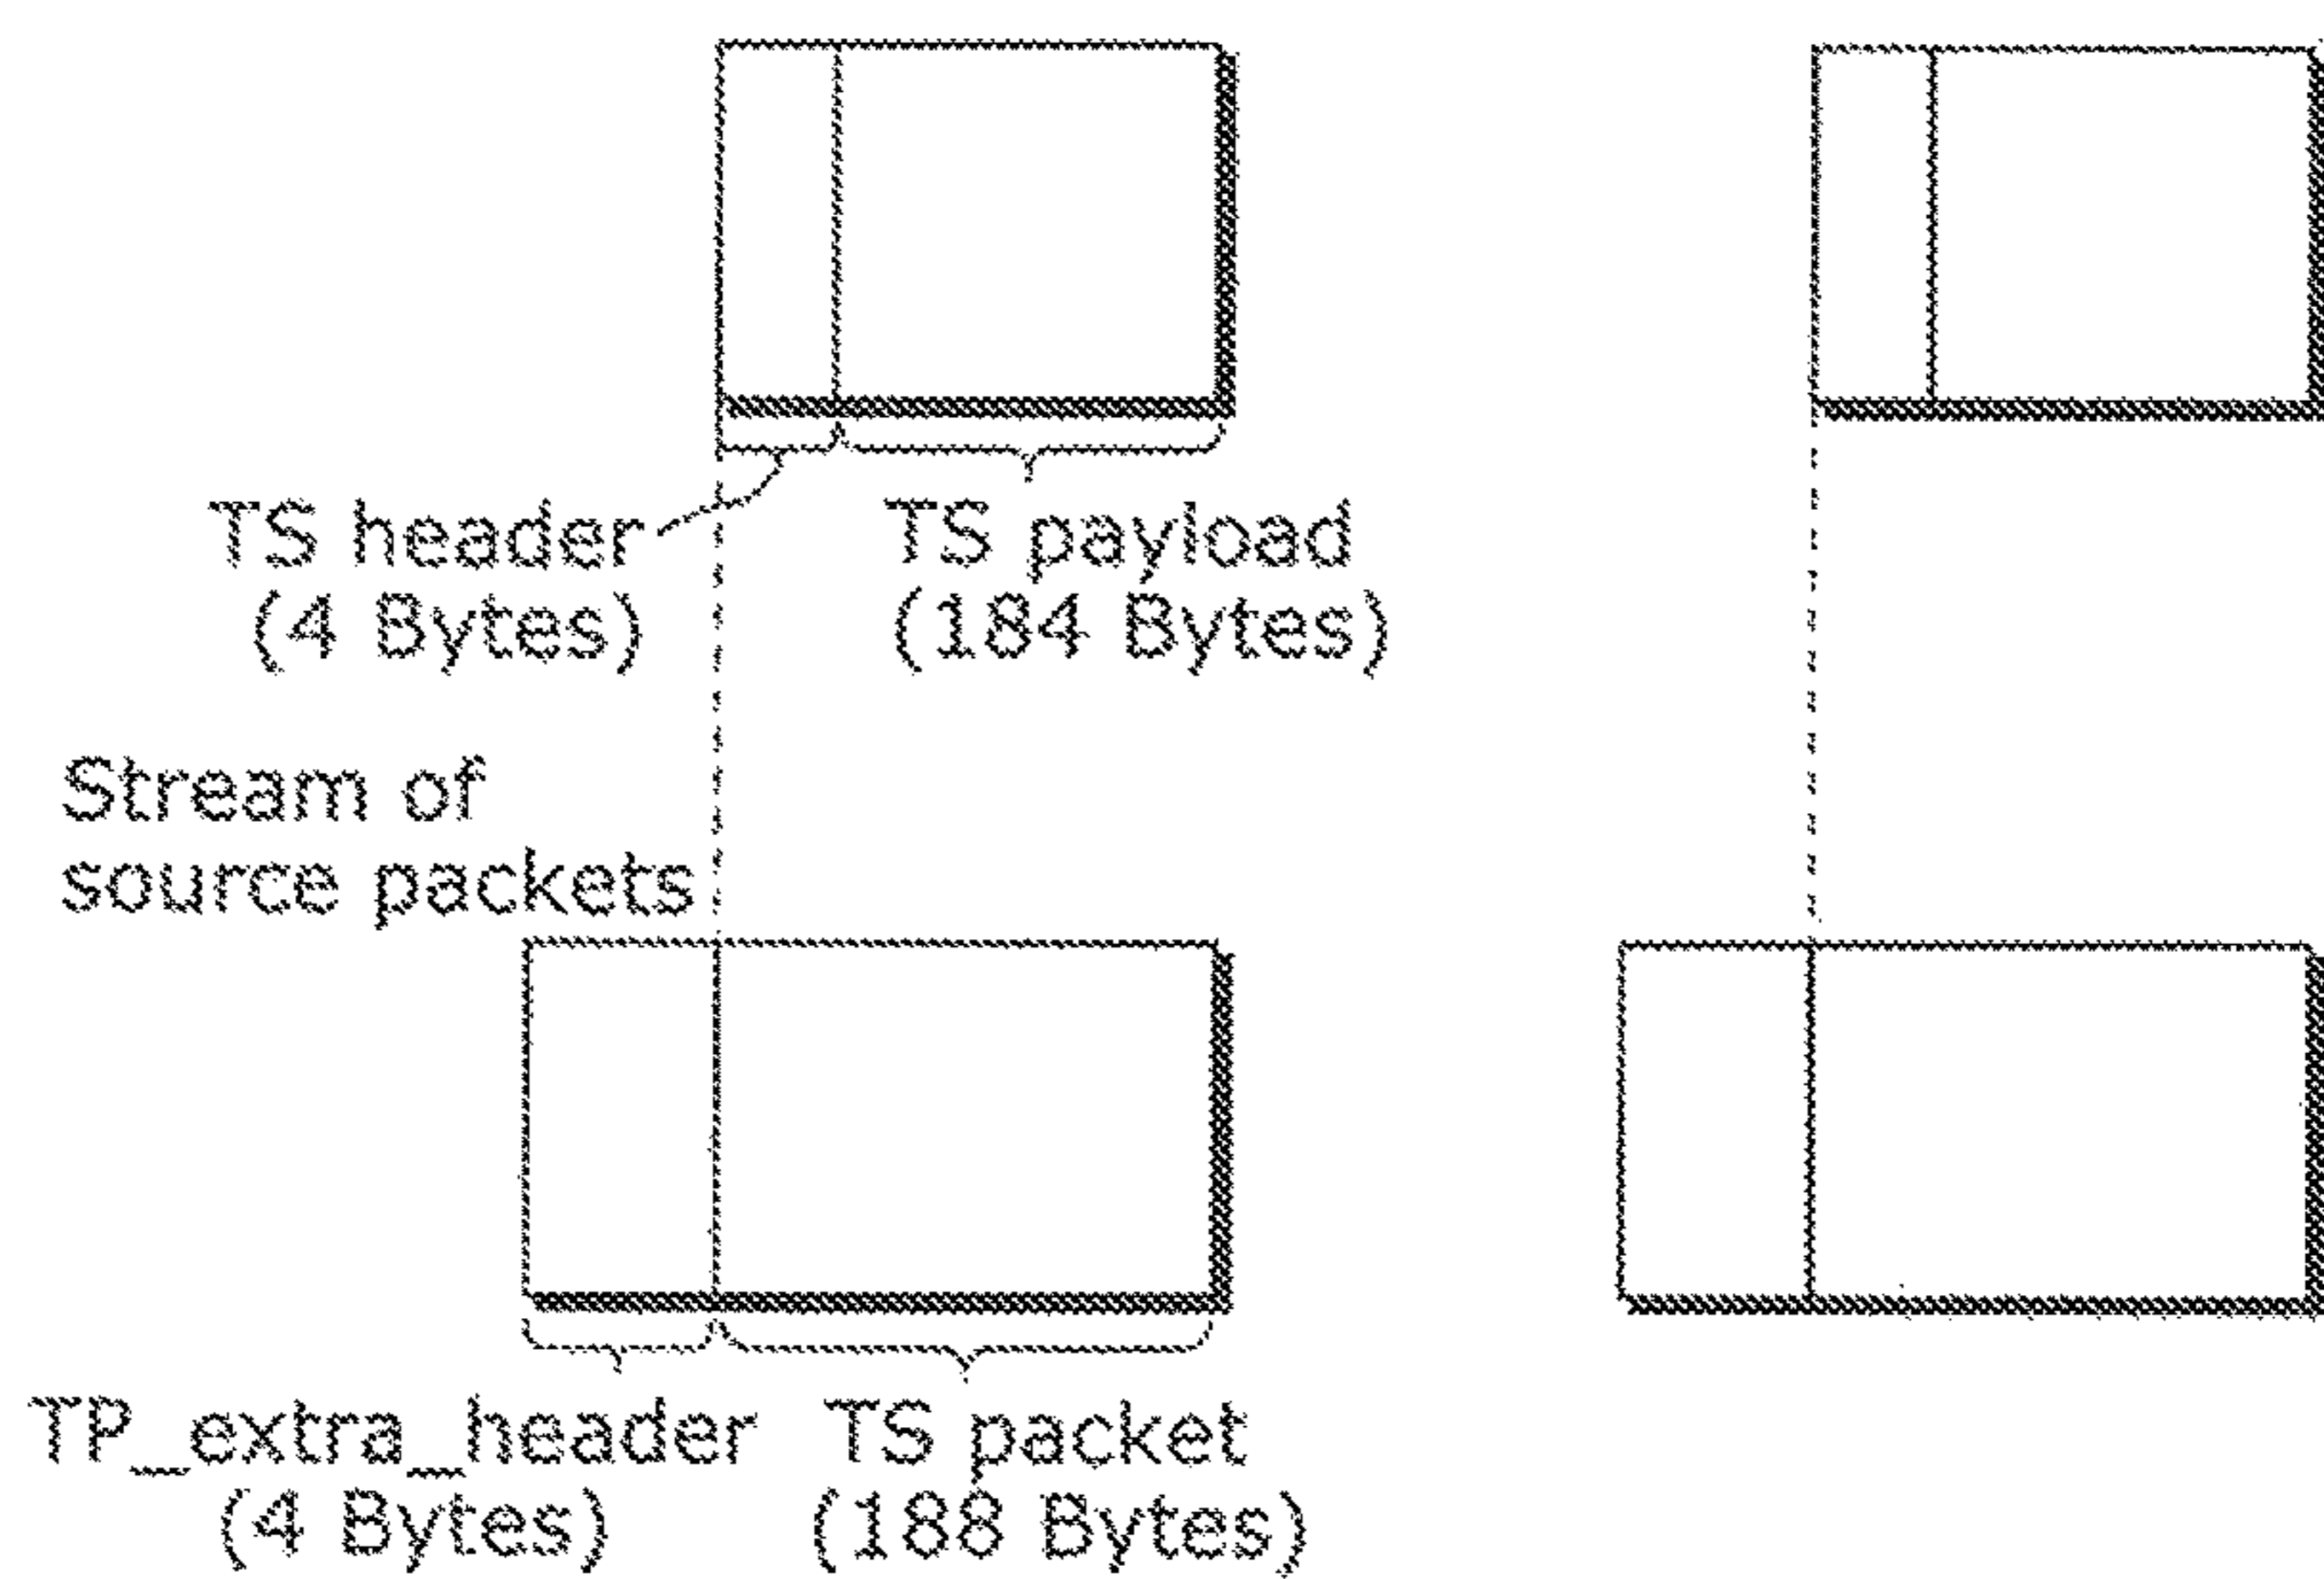 TS header
(4 Bytes)
TS payload
(184 Bytes)
Stream of
source packets
TP_extra_header
(4 Bytes)
TS packet
(188 Bytes)